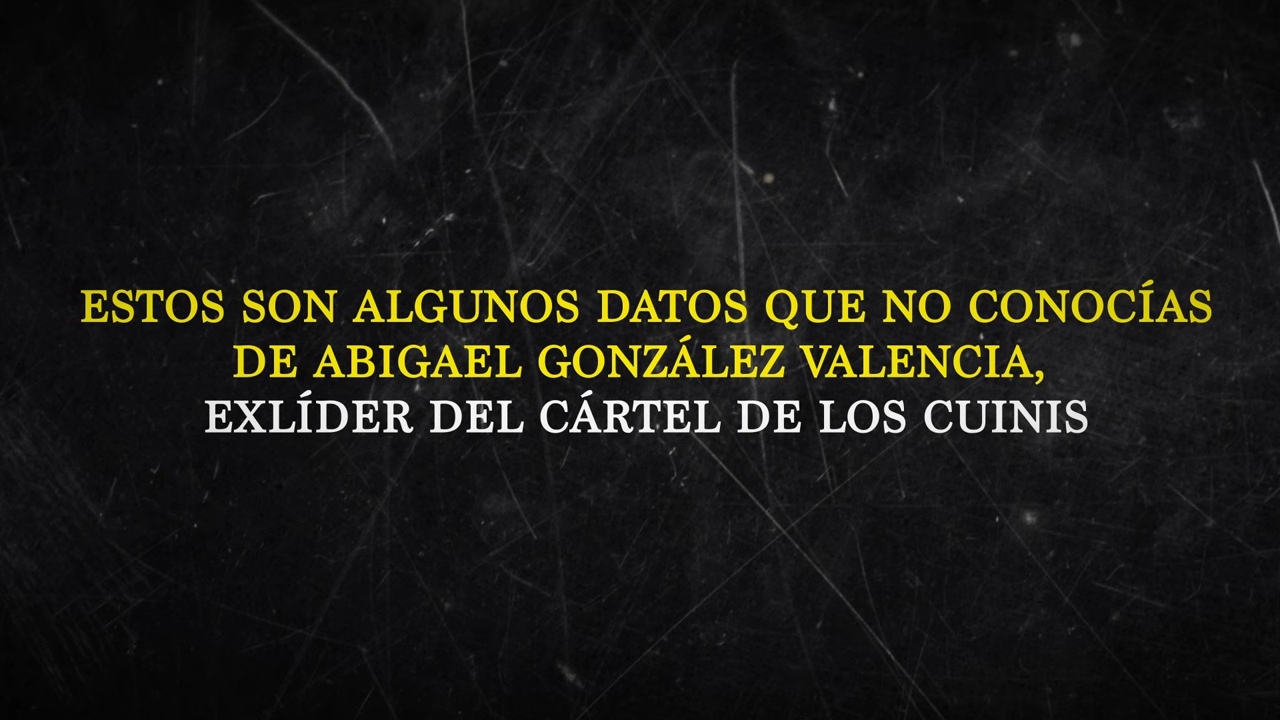 ESTOS SON ALGUNOS DATOS QUE NO CONOCÍAS
DE ABIGAEL GONZÁLEZ VALENCIA,
EXLÍDER DEL CÁRTEL DE LOS CUINIS